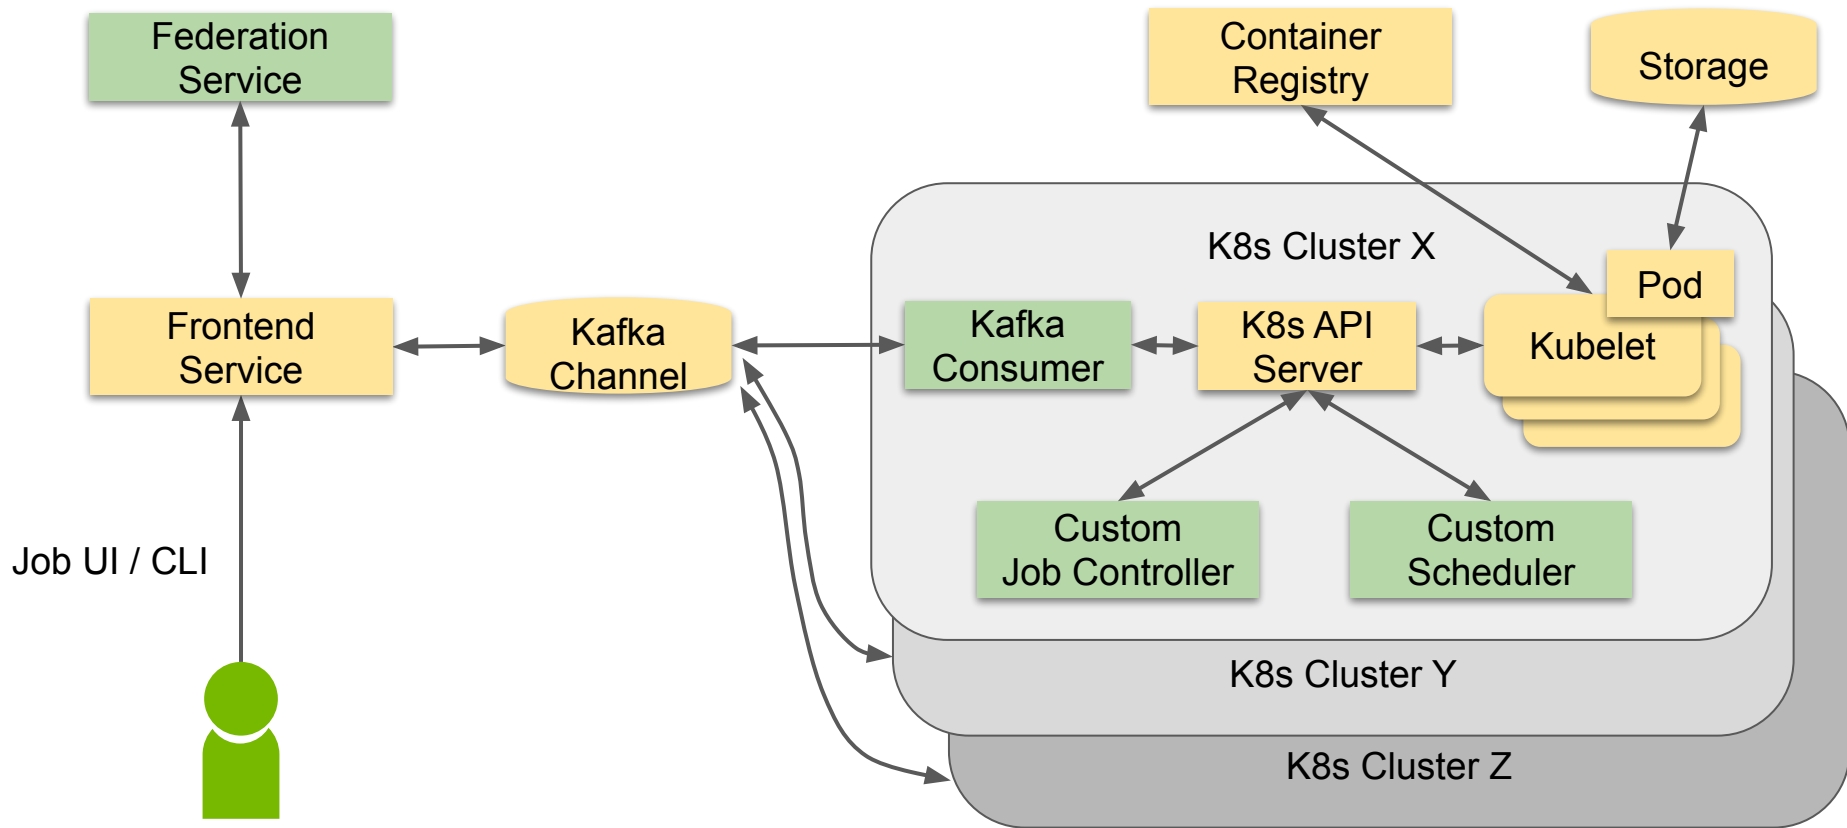 Federation
Service
Container
Registry
Storage
K8s Cluster X
Pod
Frontend
Service
Kafka
Channel
Kafka
Consumer
K8s API
Server
Kubelet
Custom
Job Controller
Custom
Scheduler
Job UI / CLI
K8s Cluster Y
K8s Cluster Z